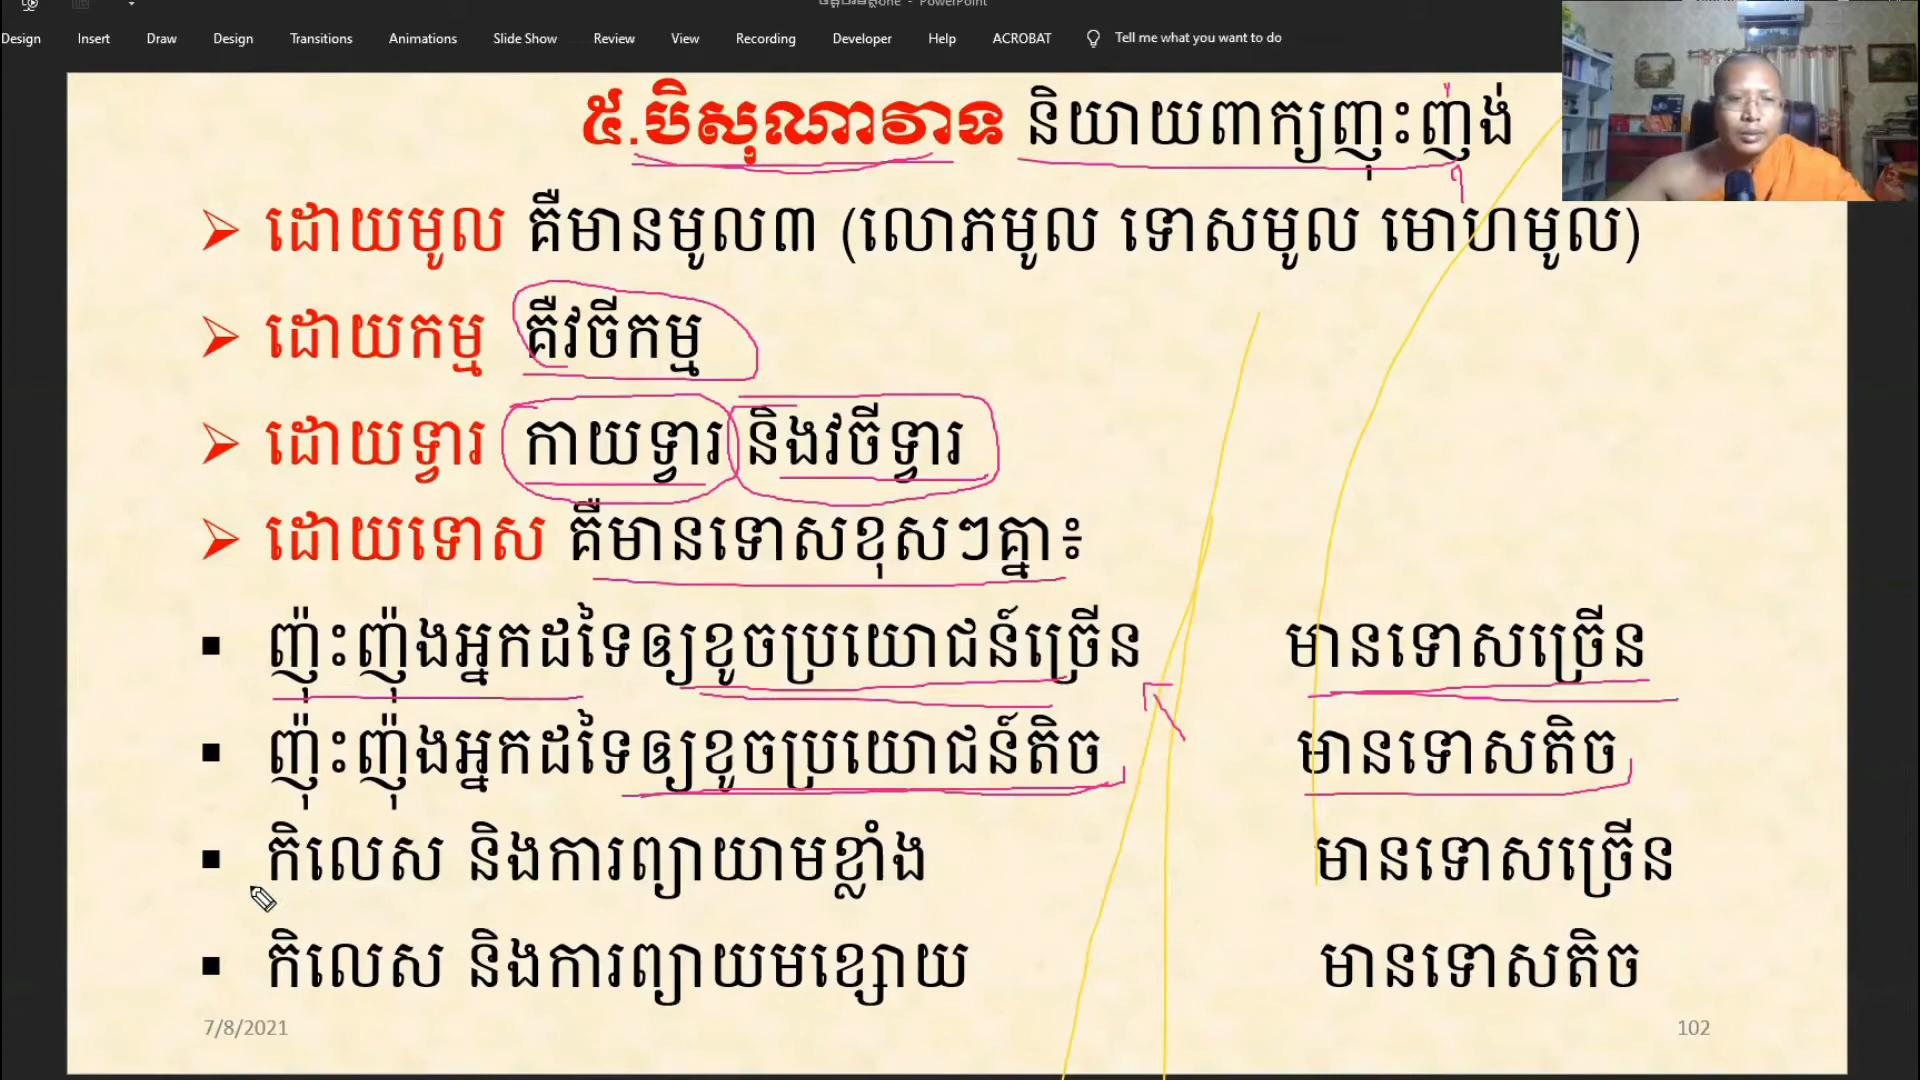 PowerPoint
Design Insert Draw Design Transitions Animations Slide Show Review View Recording Developer Help ACROBAT Tell me what you want to do
៥.បិសុណាវាទ និយាយពាក្យញុះញ៉ង់
ដោយមូល គឺមានមូល៣ (លោភមូល ទោសមូល មោហមូល)
ដោយកម្ម គឺវចីកម្ម
ដោយទ្វារ កាយទ្វារ និងវចីទ្វារ
ដោយទោស គឺមានទោសខុសៗគ្នា៖
ញ៉ុះញ៉ុងអ្នកដទៃឲ្យខូចប្រយោជន៍ច្រើន មានទោសច្រើន
ញ៉ុះញ៉ុងអ្នកដទៃឲ្យខូចប្រយោជន៍តិច មានទោសតិច
កិលេស និងការព្យាយាមខ្លាំង មានទោសច្រើន
កិលេស និងការព្យាយមខ្សោយ មានទោសតិច
7/8/2021 102